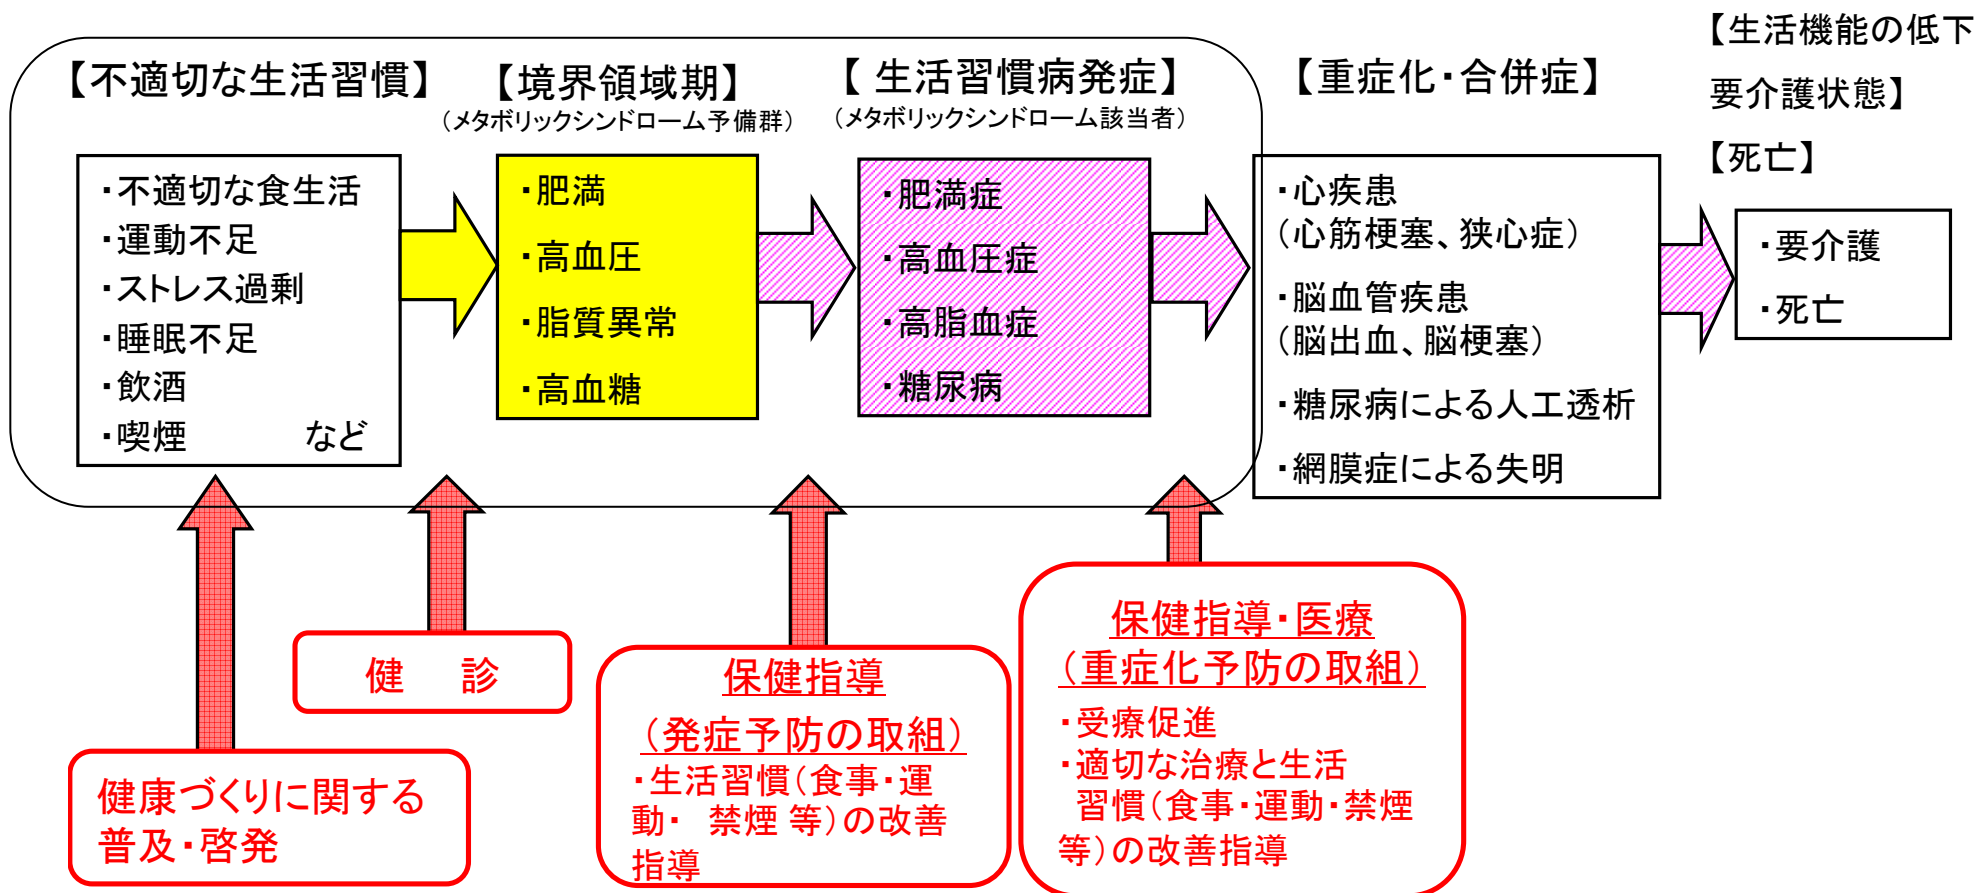 【不適切な生活習慣】
・不適切な食生活
・運動不足
・ストレス過剰
・睡眠不足
・飲酒
・喫煙 など
【境界領域期】
（メタボリックシンドローム予備群）
・肥満
・高血圧
・脂質異常
・高血糖
【 生活習慣病発症】
（メタボリックシンドローム該当者）
・肥満症
・高血圧症
・高脂血症
・糖尿病
【重症化・合併症】
・心疾患
（心筋梗塞、狭心症）
・脳血管疾患
（脳出血、脳梗塞）
・糖尿病による人工透析
・網膜症による失明
【生活機能の低下
要介護状態】
【死亡】
・要介護
・死亡
健康づくりに関する
普及・啓発
健 診
保健指導
（発症予防の取組）
・生活習慣（食事・運
動・ 禁煙 等）の改善
指導
保健指導・医療
（重症化予防の取組）
・受療促進
・適切な治療と生活
習慣（食事・運動・禁煙
等）の改善指導